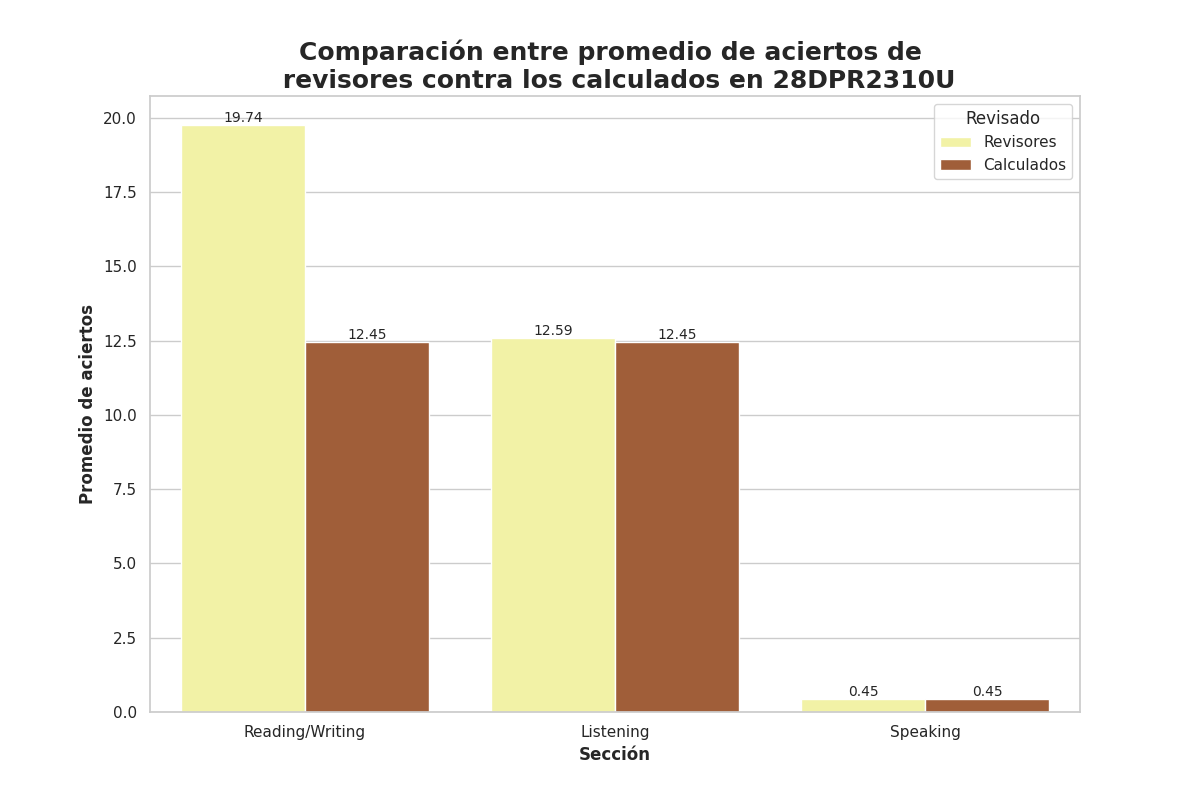 Comparación entre promedio de aciertos de
revisores contra los calculados en 28DPR2310U
Revisado
Revisores
Calculados
Promedio de aciertos
20.0
17.5
15.0
12.5
10.0
7.5
5.0
2.5
0.0
19.74
12.45
12.59
12.45
0.45
0.45
Reading/Writing
Listening
Speaking
Sección